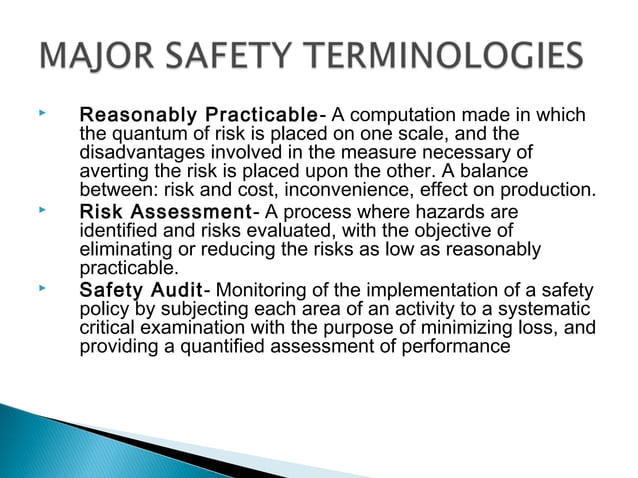 MAJOR SAFETY TERMINOLOGIES
Reasonably Practicable- A computation made in which
the quantum of risk is placed on one scale, and the
disadvantages involved in the measure necessary of
averting the risk is placed upon the other. A balance
between: risk and cost, inconvenience, effect on production.
Risk Assessment- A process where hazards are
identified and risks evaluated, with the objective of
eliminating or reducing the risks as low as reasonably
practicable.
Safety Audit- Monitoring of the implementation of a safety
policy by subjecting each area of an activity to a systematic
critical examination with the purpose of minimizing loss, and
providing a quantified assessment of performance